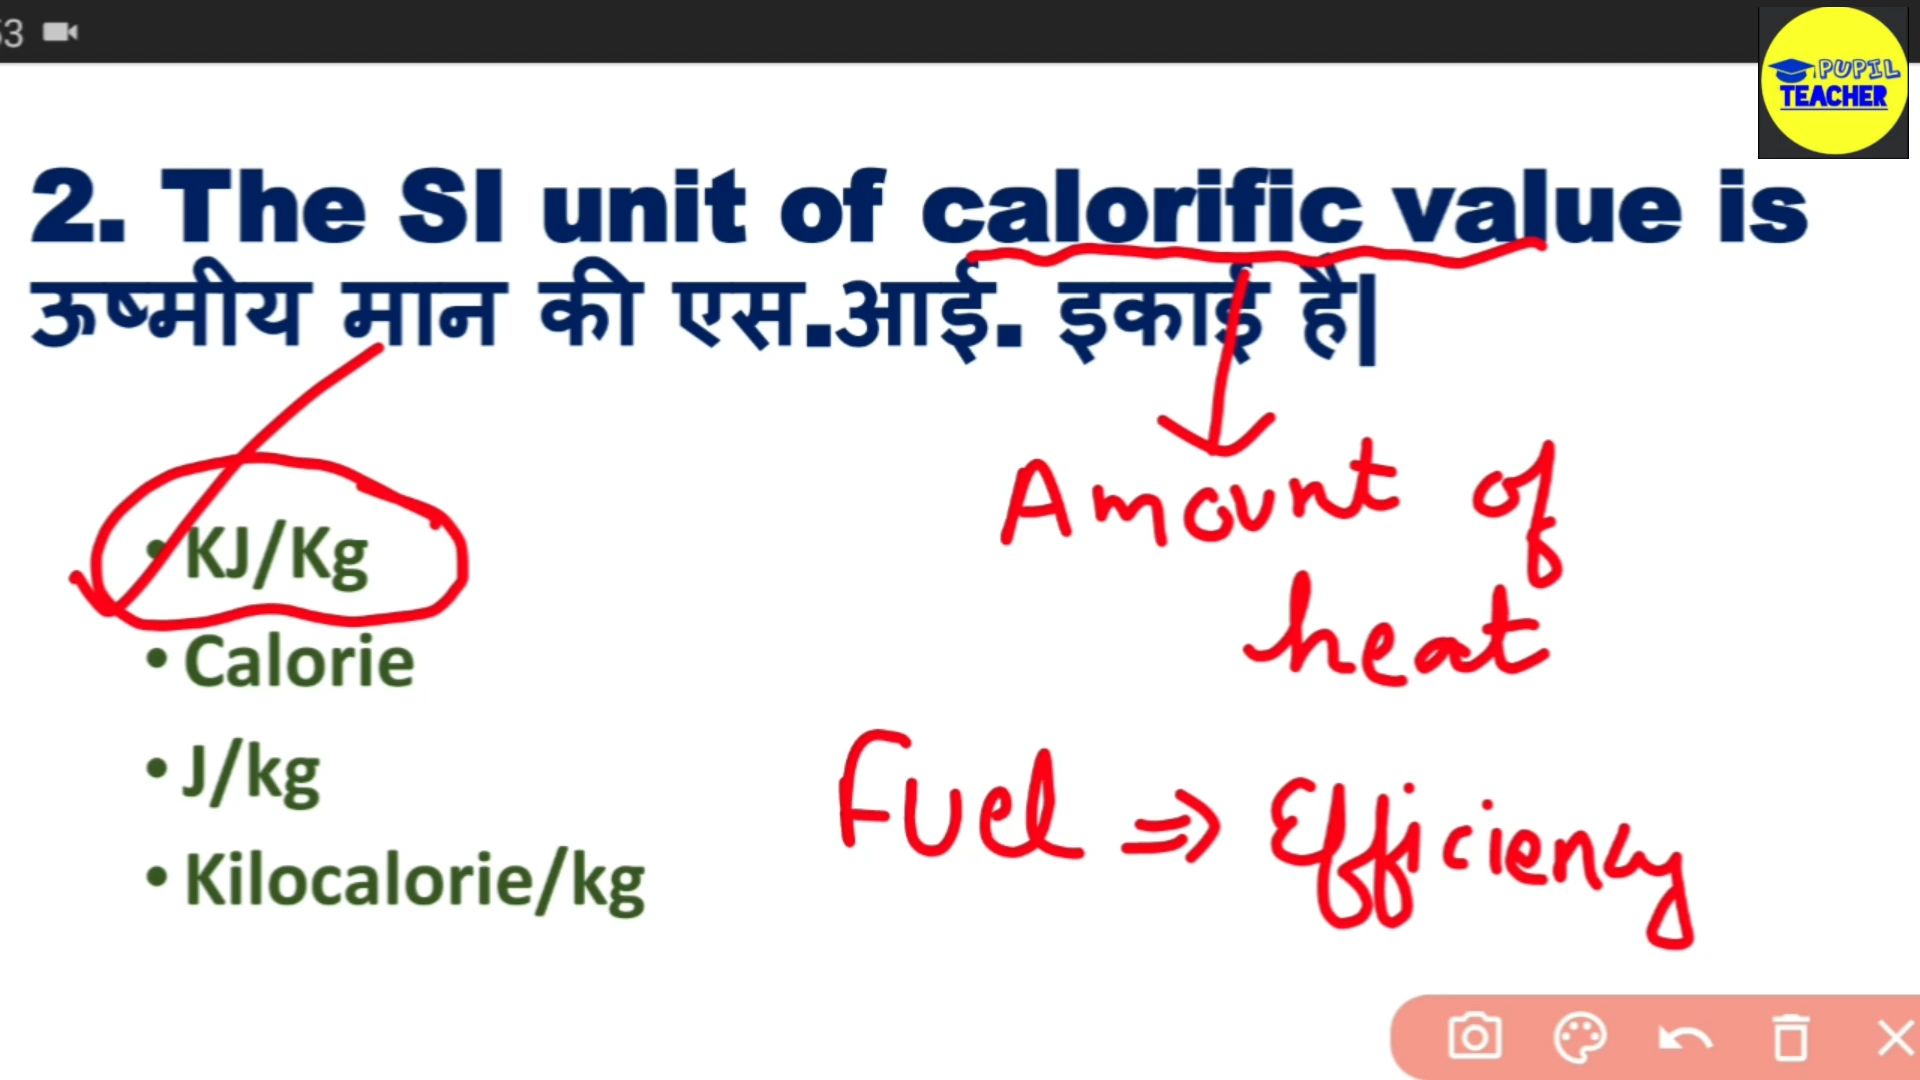 53
PUPIL
TEACHER
2. The SI unit of calorific value is
ऊष्मीय मान की एस.आई. इकाई है|
• KJ/Kg
• Calorie
• J/kg
• Kilocalorie/kg
Amount of
heat
Fuel ⇒ Efficiency